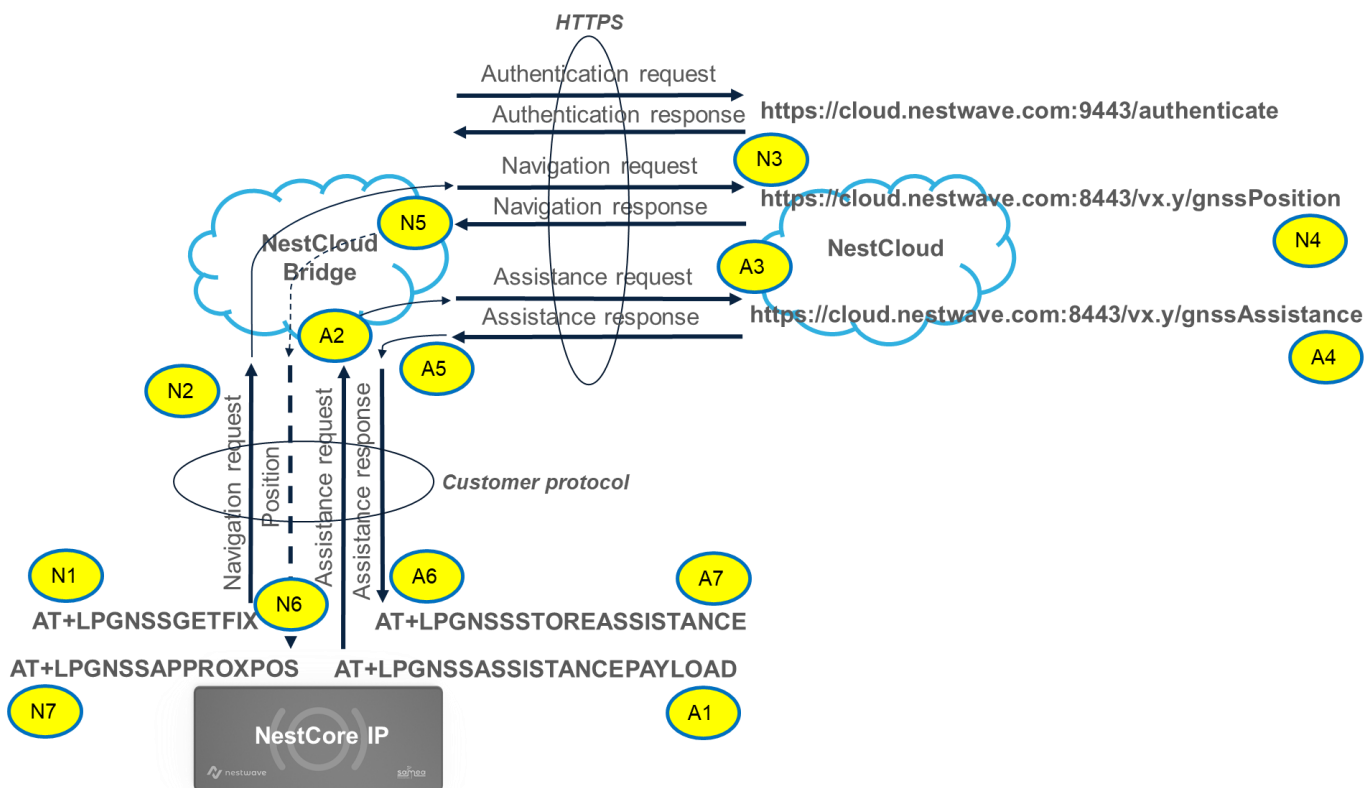 HTTPS
Authentication request
https://cloud.nestwave.com:9443/authenticate
Authentication response
N3
Navigation request
https://cloud.nestwave.com:8443/vx.y/gnssPosition
Navigation response
N5
N4
NestCloud
Bridge
NestCloud
A3
Assistance request
https://cloud.nestwave.com:8443/vx.y/gnssAssistance
Assistance response
A2
A5
A4
N2
Navigation request
Position
Assistance request
Assistance response
Customer protocol
N1
N6
A6
A7
AT+LPGNSSGETFIX
AT+LPGNSSSTOREASSISTANCE
AT+LPGNSSAPPROXPOS
AT+LPGNSSASSISTANCEPAYLOAD
N7
A1
NestCore IP
nestwave